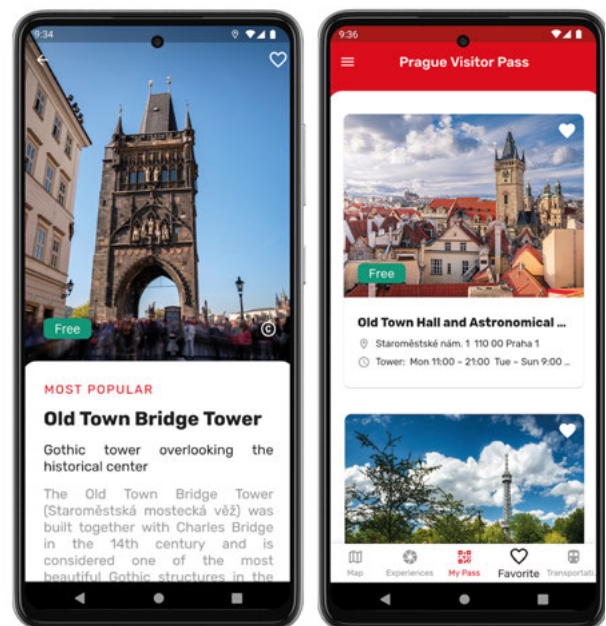 9:34
Free
©
MOST POPULAR
Old Town Bridge Tower
Gothic tower overlooking the
historical center
The Old Town Bridge Tower
(Staroměstská mostecká věž) was
built together with Charles Bridge
in the 14th century and is
considered one of the most
beautiful Gothic structures in the
9:36
Prague Visitor Pass
Free
Old Town Hall and Astronomical ...
Staroměstské nám. 1 110 00 Praha 1
Tower: Mon 11:00 – 21:00 Tue – Sun 9:00 ...
Map
Experiences
My Pass
Favorite
Transportati...